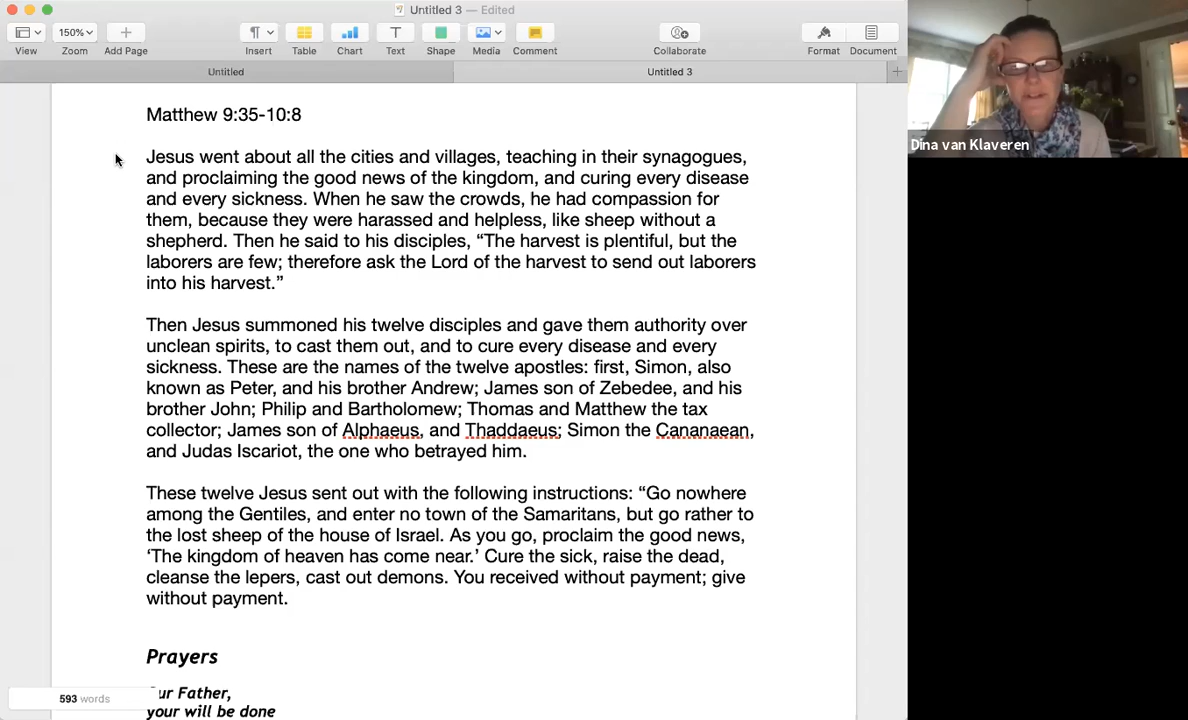 Untitled 3 — Edited
150%
View
Zoom
Add Page
Insert
Table
Chart
Text
Shape
Media
Comment
Collaborate
Format
Document
Untitled
Untitled 3
Matthew 9:35-10:8
Jesus went about all the cities and villages, teaching in their synagogues,
and proclaiming the good news of the kingdom, and curing every disease
and every sickness. When he saw the crowds, he had compassion for
them, because they were harassed and helpless, like sheep without a
shepherd. Then he said to his disciples, “The harvest is plentiful, but the
laborers are few; therefore ask the Lord of the harvest to send out laborers
into his harvest.”
Then Jesus summoned his twelve disciples and gave them authority over
unclean spirits, to cast them out, and to cure every disease and every
sickness. These are the names of the twelve apostles: first, Simon, also
known as Peter, and his brother Andrew; James son of Zebedee, and his
brother John; Philip and Bartholomew; Thomas and Matthew the tax
collector; James son of Alphaeus, and Thaddaeus; Simon the Cananaean,
and Judas Iscariot, the one who betrayed him.
These twelve Jesus sent out with the following instructions: “Go nowhere
among the Gentiles, and enter no town of the Samaritans, but go rather to
the lost sheep of the house of Israel. As you go, proclaim the good news,
‘The kingdom of heaven has come near.’ Cure the sick, raise the dead,
cleanse the lepers, cast out demons. You received without payment; give
without payment.
Prayers
ur Father,
your will be done
593 words
Dina van Klaveren